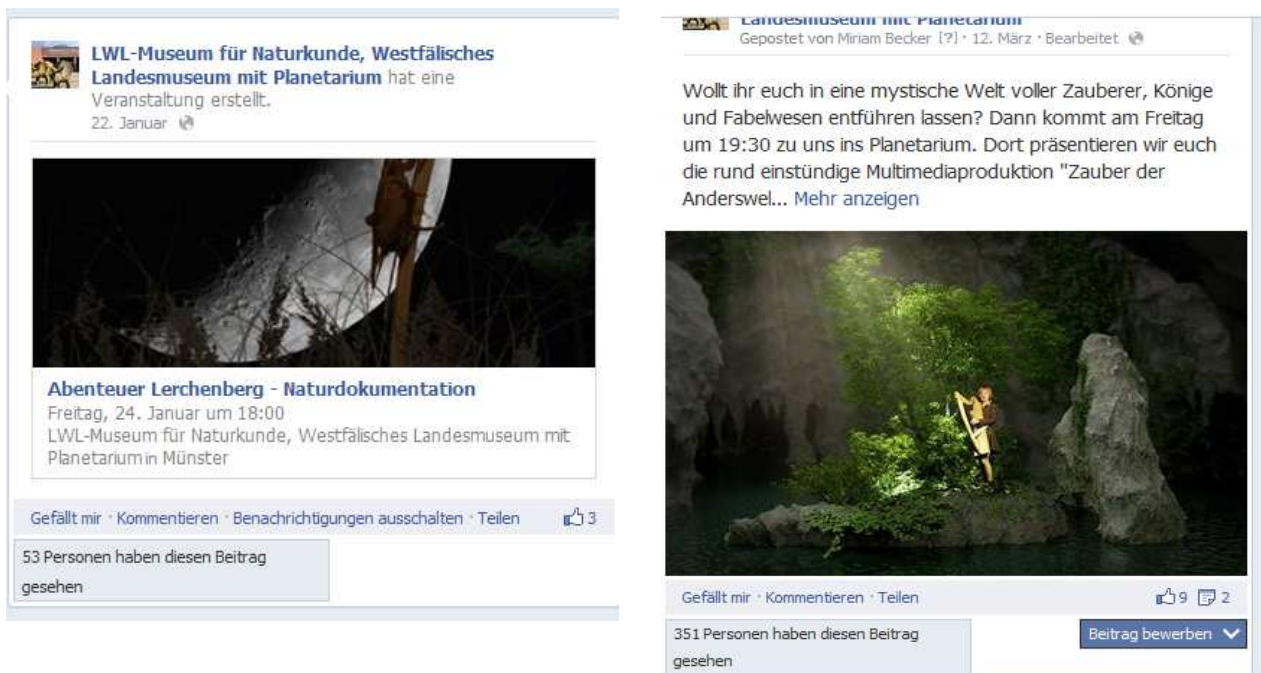 LWL-Museum für Naturkunde, Westfälisches
Landesmuseum mit Planetarium hat eine
Veranstaltung erstellt.
22. Januar
Abenteuer Lerchenberg - Naturdokumentation
Freitag, 24. Januar um 18:00
LWL-Museum für Naturkunde, Westfälisches Landesmuseum mit
Planetarium in Münster
Gefällt mir · Kommentieren · Benachrichtigungen ausschalten · Teilen 3
53 Personen haben diesen Beitrag
gesehen
Landesmuseum mit Planetarium
Gepostet von Miriam Becker [?] · 12. März · Bearbeitet
Wollt ihr euch in eine mystische Welt voller Zauberer, Könige
und Fabelwesen entführen lassen? Dann kommt am Freitag
um 19:30 zu uns ins Planetarium. Dort präsentieren wir euch
die rund einstündige Multimediaproduktion "Zauber der
Anderswel... Mehr anzeigen
Gefällt mir · Kommentieren · Teilen 9 2
351 Personen haben diesen Beitrag
gesehen
Beitrag bewerben